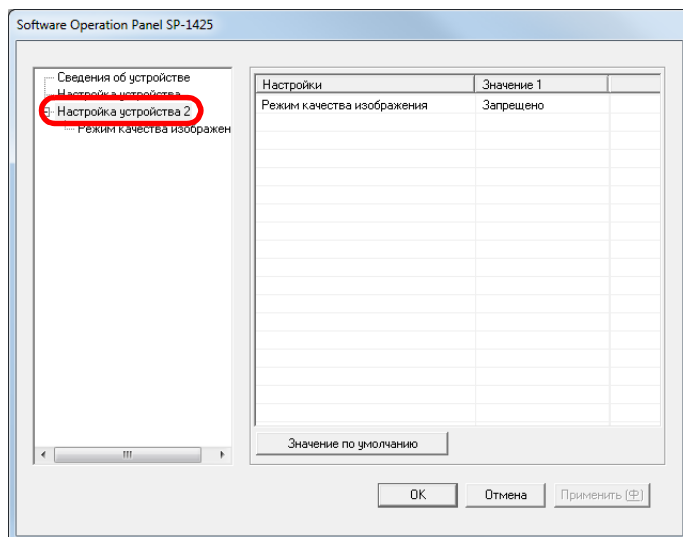 Software Operation Panel SP-1425
Сведения об устройстве
Настройка устройства
Настройка устройства 2
Режим качества изображен
Настройки Значение 1
Режим качества изображения Запрещено
Значение по умолчанию
OK Отмена Применить (中)